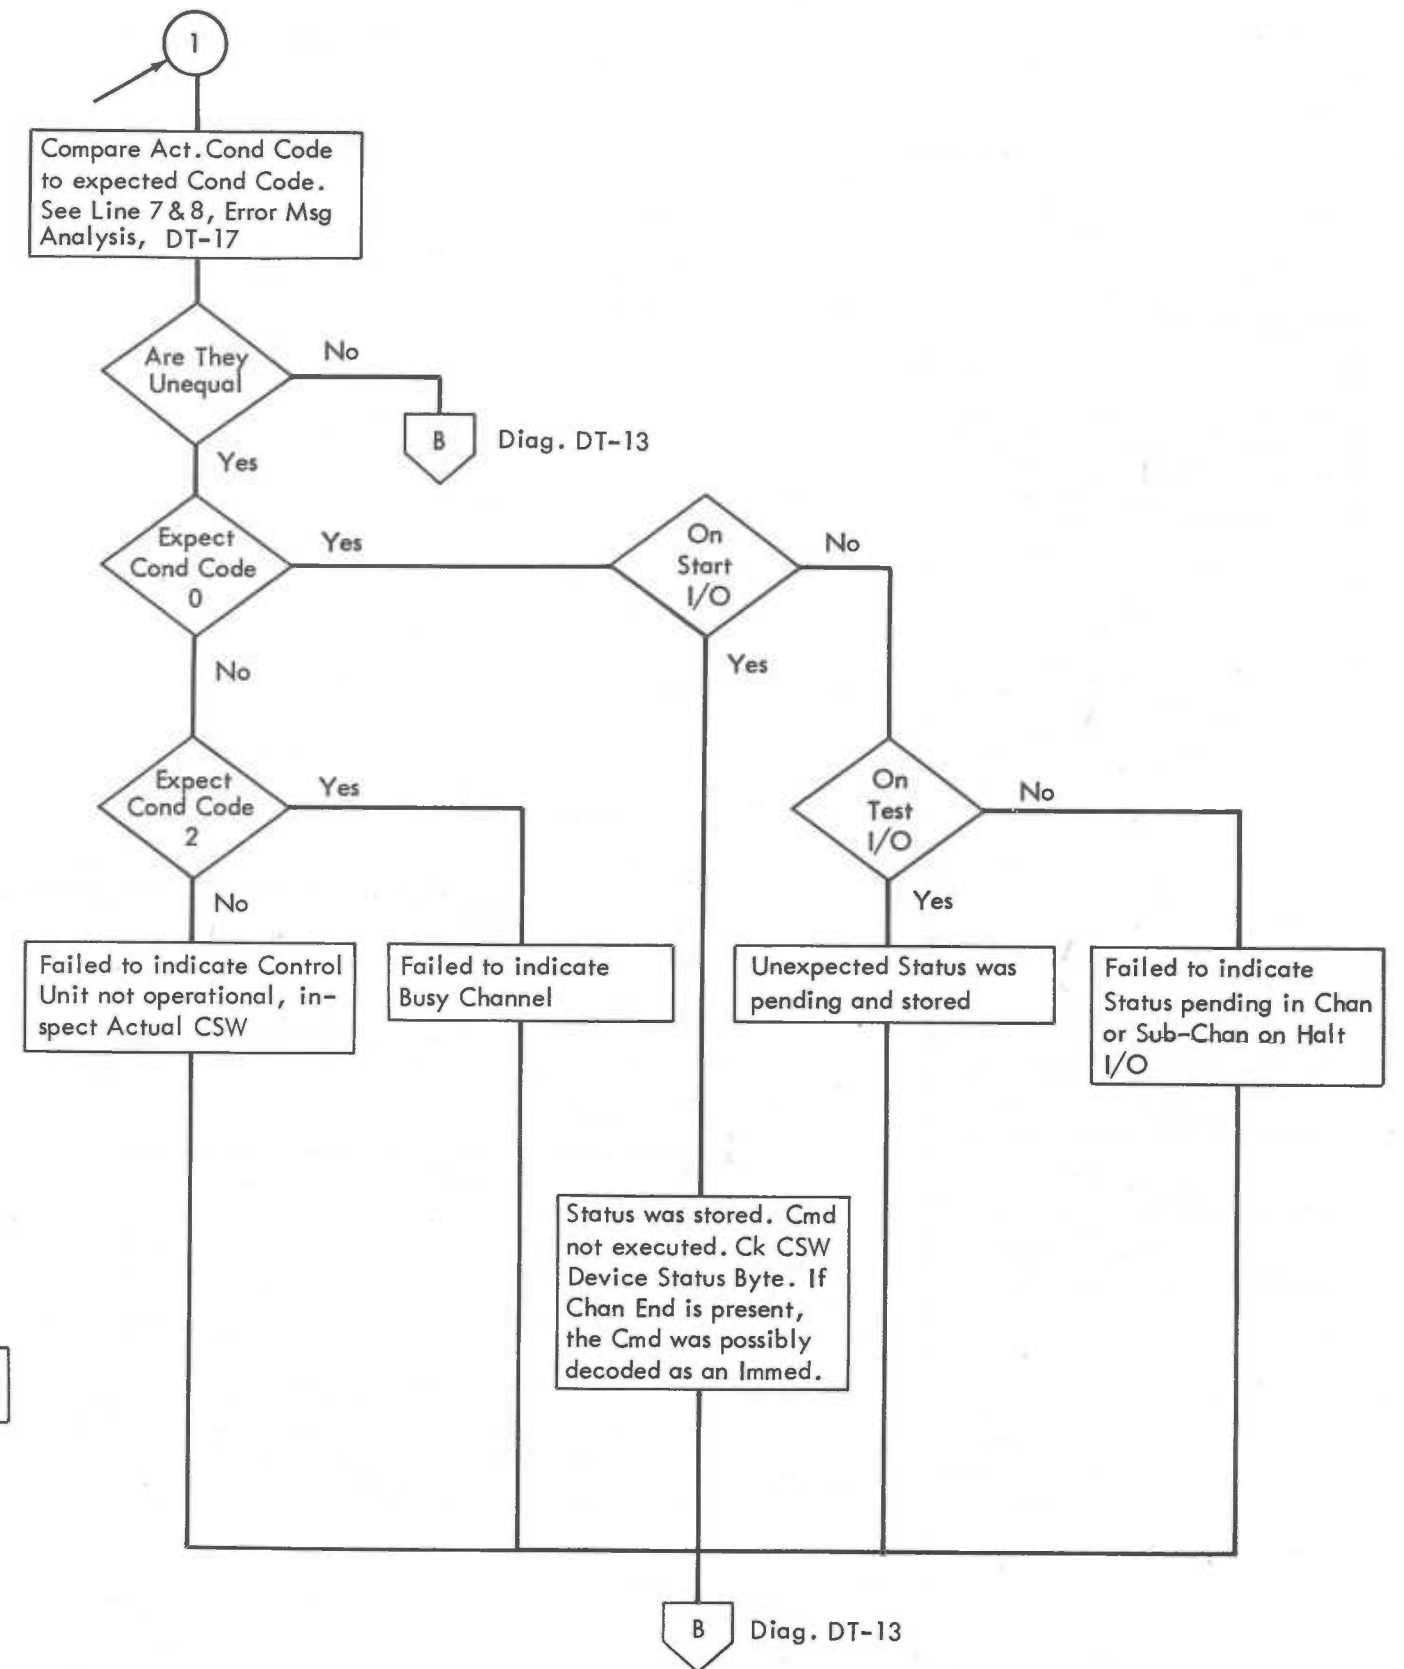 1
Compare Act. Cond Code
to expected Cond Code.
See Line 7 & 8, Error Msg
Analysis, DT-17
Are They
Unequal
No
B
Diag. DT-13
Yes
Expect
Cond Code
0
Yes
On
Start
I/O
No
No
Yes
Expect
Cond Code
2
Yes
On
Test
I/O
No
No
Yes
Failed to indicate Control
Unit not operational, in-
spect Actual CSW
Failed to indicate
Busy Channel
Unexpected Status was
pending and stored
Failed to indicate
Status pending in Chan
or Sub-Chan on Halt
I/O
Status was stored. Cmd
not executed. Ck CSW
Device Status Byte. If
Chan End is present,
the Cmd was possibly
decoded as an Immed.
B
Diag. DT-13